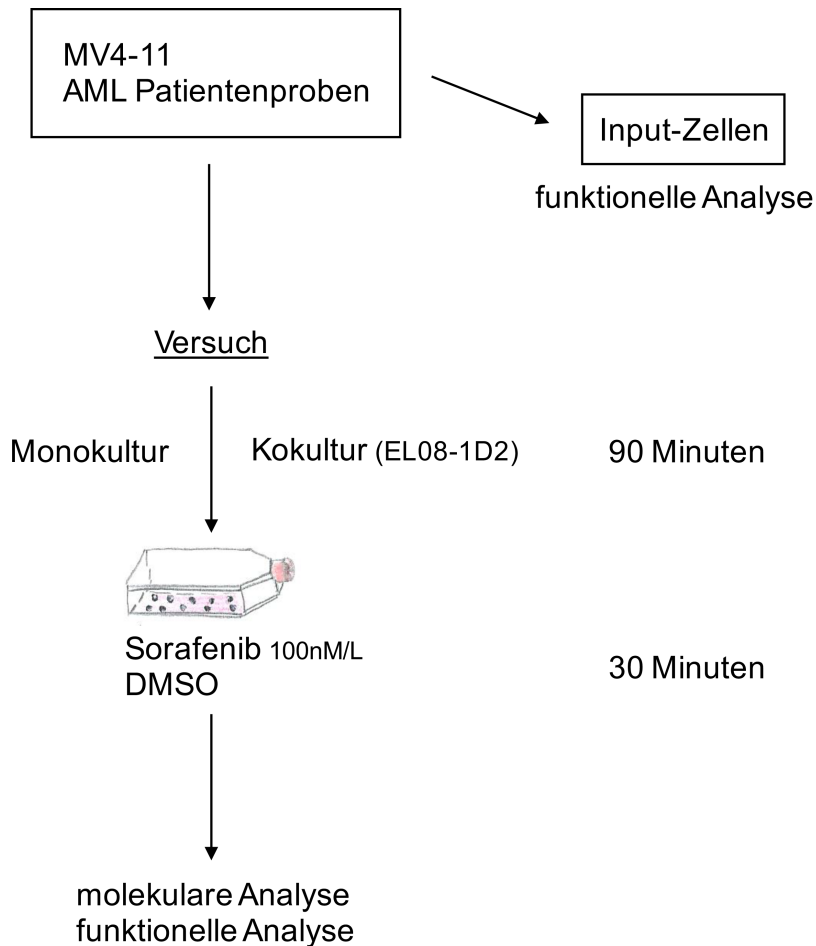 MV4-11
AML Patientenproben
Input-Zellen
funktionelle Analyse
Versuch
Monokultur
Kokultur (EL08-1D2)
90 Minuten
Sorafenib 100nM/L
DMSO
30 Minuten
molekulare Analyse
funktionelle Analyse